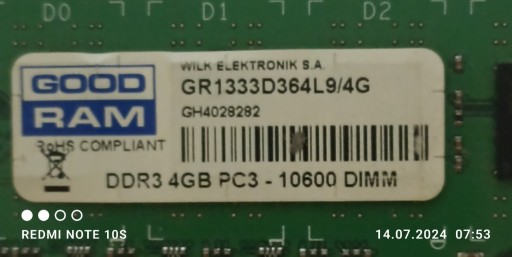 D0 D1 D2
WILK ELEKTRONIK S.A.
GOOD
RAM
GR1333D364L9/4G
GH4028282
RoHS COMPLIANT
DDR3 4GB PC3 - 10600 DIMM
REDMI NOTE 10S
14.07.2024 07:53